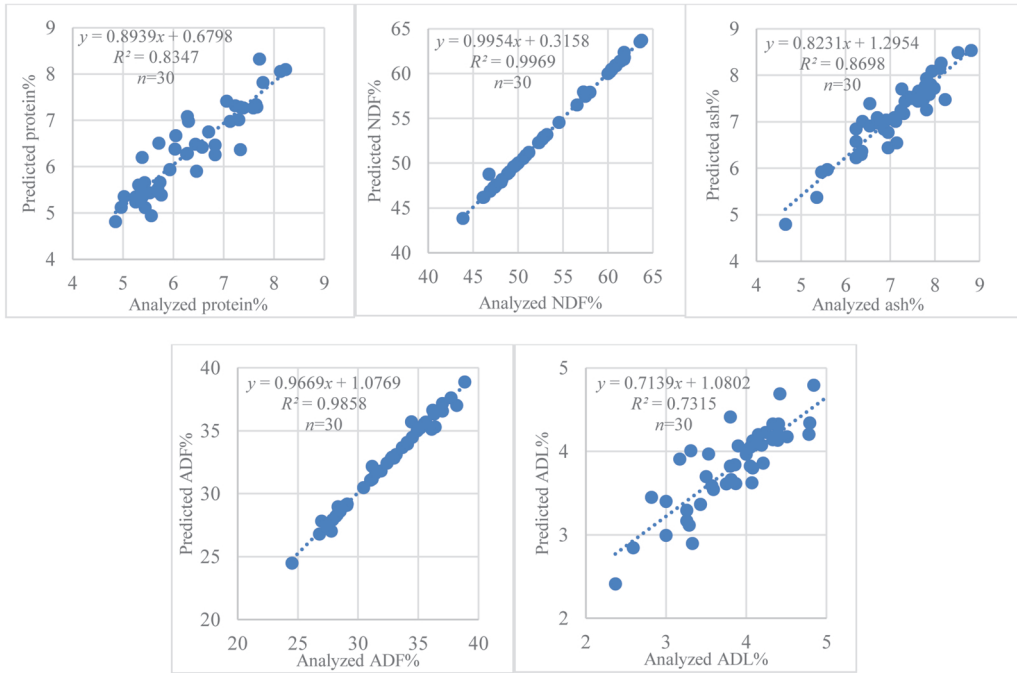 y = 0.8939x + 0.6798
R² = 0.8347
n=30
Predicted protein%
9
8
7
6
5
4
4 5 6 7 8 9
Analyzed protein%
y = 0.9954x + 0.3158
R² = 0.9969
n=30
Predicted NDF%
65
60
55
50
45
40
40 45 50 55 60 65
Analyzed NDF%
y = 0.8231x + 1.2954
R² = 0.8698
n=30
Predicted ash%
9
8
7
6
5
4
4 5 6 7 8 9
Analyzed ash%
y = 0.9669x + 1.0769
R² = 0.9858
n=30
Predicted ADF%
40
35
30
25
20
20 25 30 35 40
Analyzed ADF%
y = 0.7139x + 1.0802
R² = 0.7315
n=30
Predicted ADL%
5
4
3
2
2 3 4 5
Analyzed ADL%